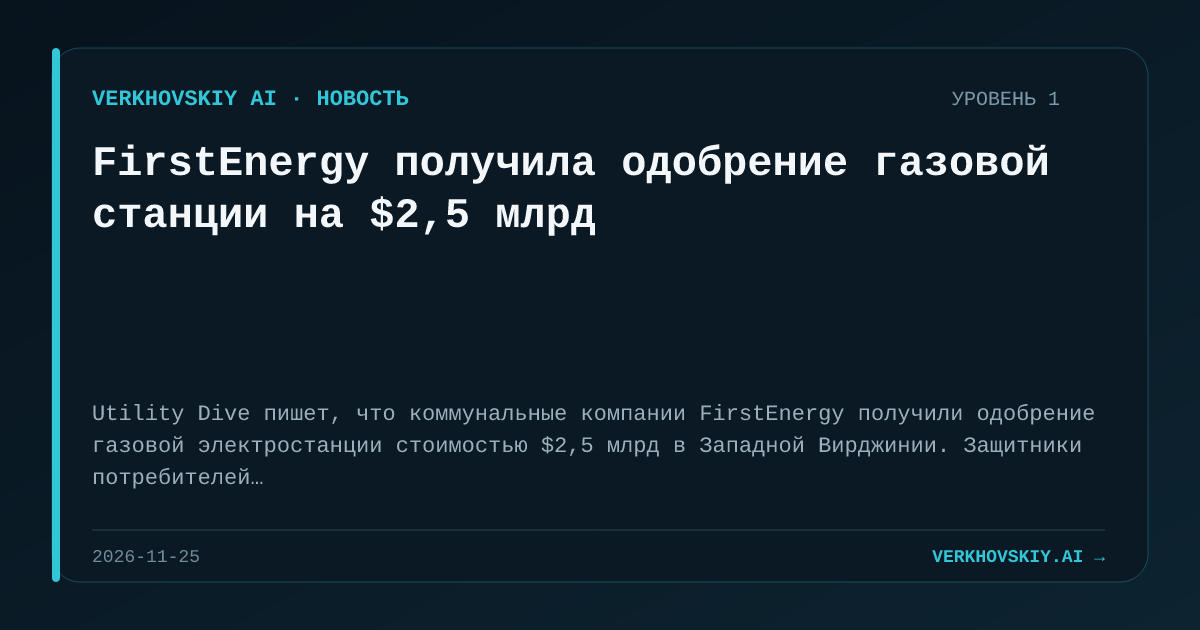 VERKHOVSKIY AI · НОВОСТЬ
УРОВЕНЬ 1
FirstEnergy получила одобрение газовой
станции на $2,5 млрд
Utility Dive пишет, что коммунальные компании FirstEnergy получили одобрение
газовой электростанции стоимостью $2,5 млрд в Западной Вирджинии. Защитники
потребителей…
2026-11-25
VERKHOVSKIY.AI →